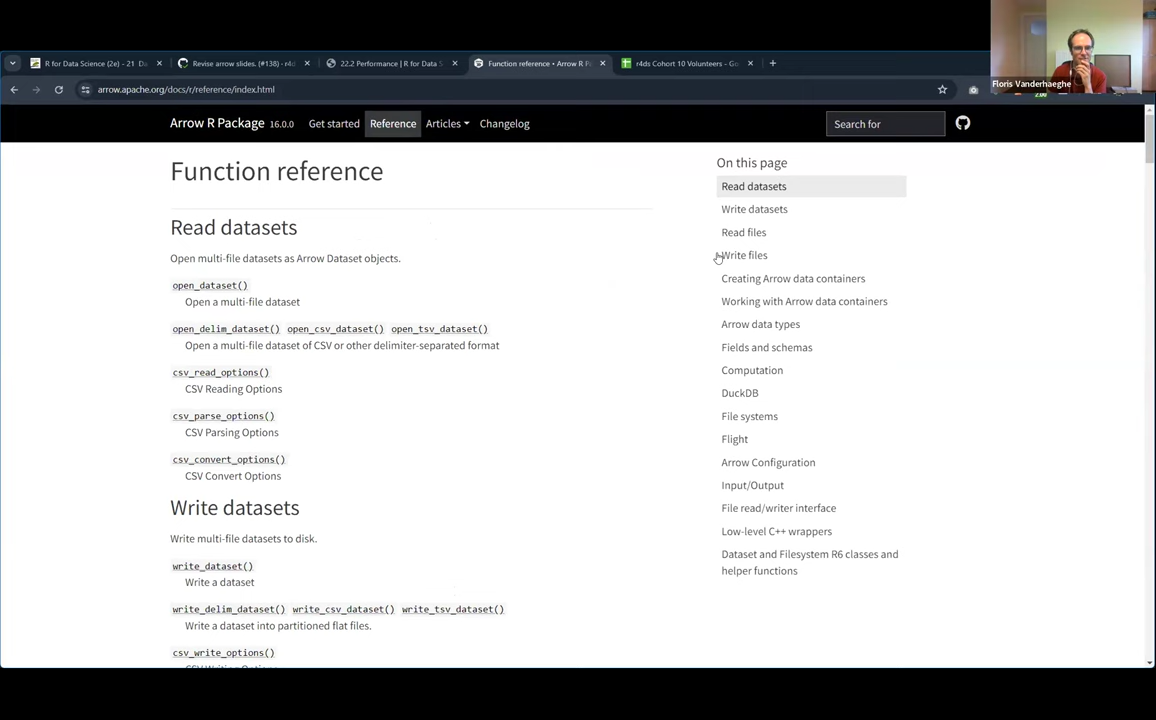 R for Data Science (2e) - 21 Da
Revise arrow slides. (#138) · r4d
22.2 Performance | R for Data S
Function reference • Arrow R Pa
r4ds Cohort 10 Volunteers - Go
Floris Vanderhaeghe
arrow.apache.org/docs/r/reference/index.html
Arrow R Package 16.0.0 Get started Reference Articles Changelog
Search for
Function reference
Read datasets
Open multi-file datasets as Arrow Dataset objects.
open_dataset()
Open a multi-file dataset
open_delim_dataset() open_csv_dataset() open_tsv_dataset()
Open a multi-file dataset of CSV or other delimiter-separated format
csv_read_options()
CSV Reading Options
csv_parse_options()
CSV Parsing Options
csv_convert_options()
CSV Convert Options
Write datasets
Write multi-file datasets to disk.
write_dataset()
Write a dataset
write_delim_dataset() write_csv_dataset() write_tsv_dataset()
Write a dataset into partitioned flat files.
csv_write_options()
CSV Writing Options
On this page
Read datasets
Write datasets
Read files
Write files
Creating Arrow data containers
Working with Arrow data containers
Arrow data types
Fields and schemas
Computation
DuckDB
File systems
Flight
Arrow Configuration
Input/Output
File read/writer interface
Low-level C++ wrappers
Dataset and Filesystem R6 classes and
helper functions